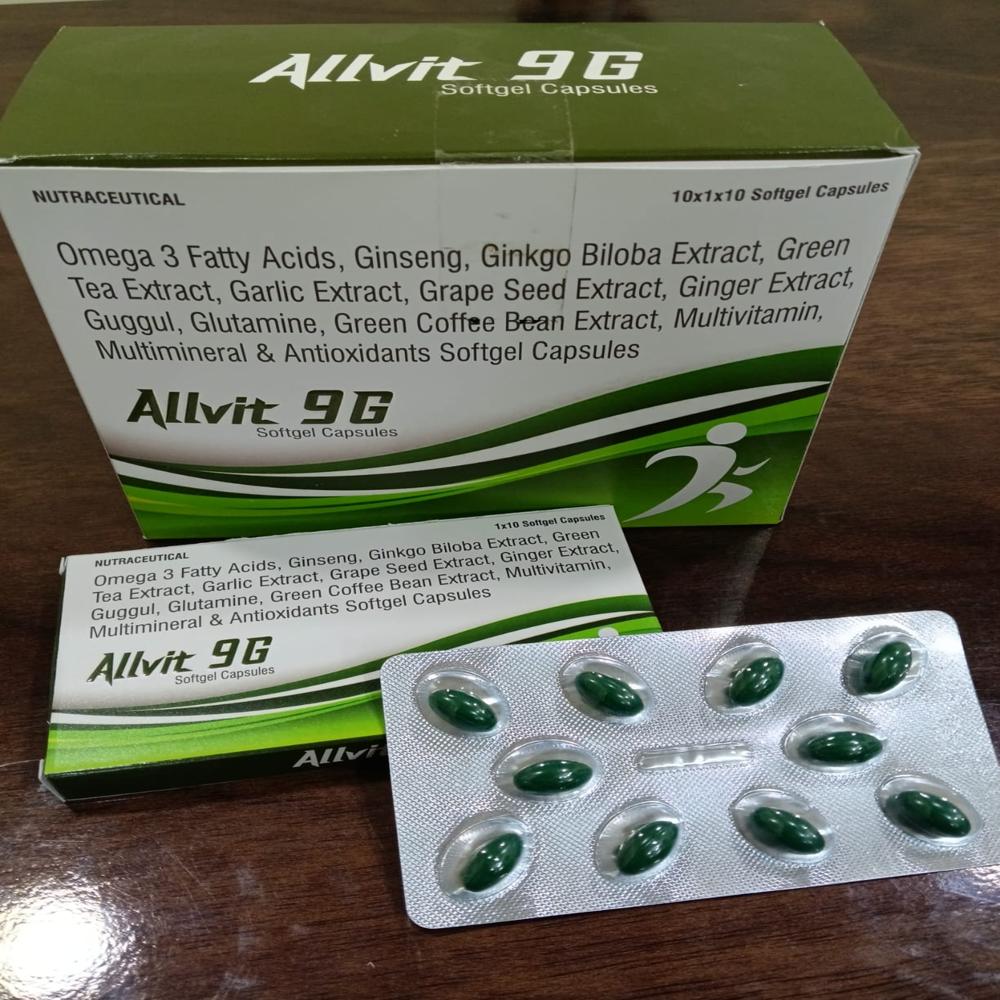 Allvit 9G
Softgel Capsules
NUTRACEUTICAL
10x1x10 Softgel Capsules
Omega 3 Fatty Acids, Ginseng, Ginkgo Biloba Extract, Green
Tea Extract, Garlic Extract, Grape Seed Extract, Ginger Extract,
Guggul, Glutamine, Green Coffee Bean Extract, Multivitamin,
Multimineral & Antioxidants Softgel Capsules
Allvit 9G
Softgel Capsules
NUTRACEUTICAL
1x10 Softgel Capsules
Omega 3 Fatty Acids, Ginseng, Ginkgo Biloba Extract, Green
Tea Extract, Garlic Extract, Grape Seed Extract, Ginger Extract,
Guggul, Glutamine, Green Coffee Bean Extract, Multivitamin,
Multimineral & Antioxidants Softgel Capsules
Allvit 9G
Softgel Capsules
Allvit